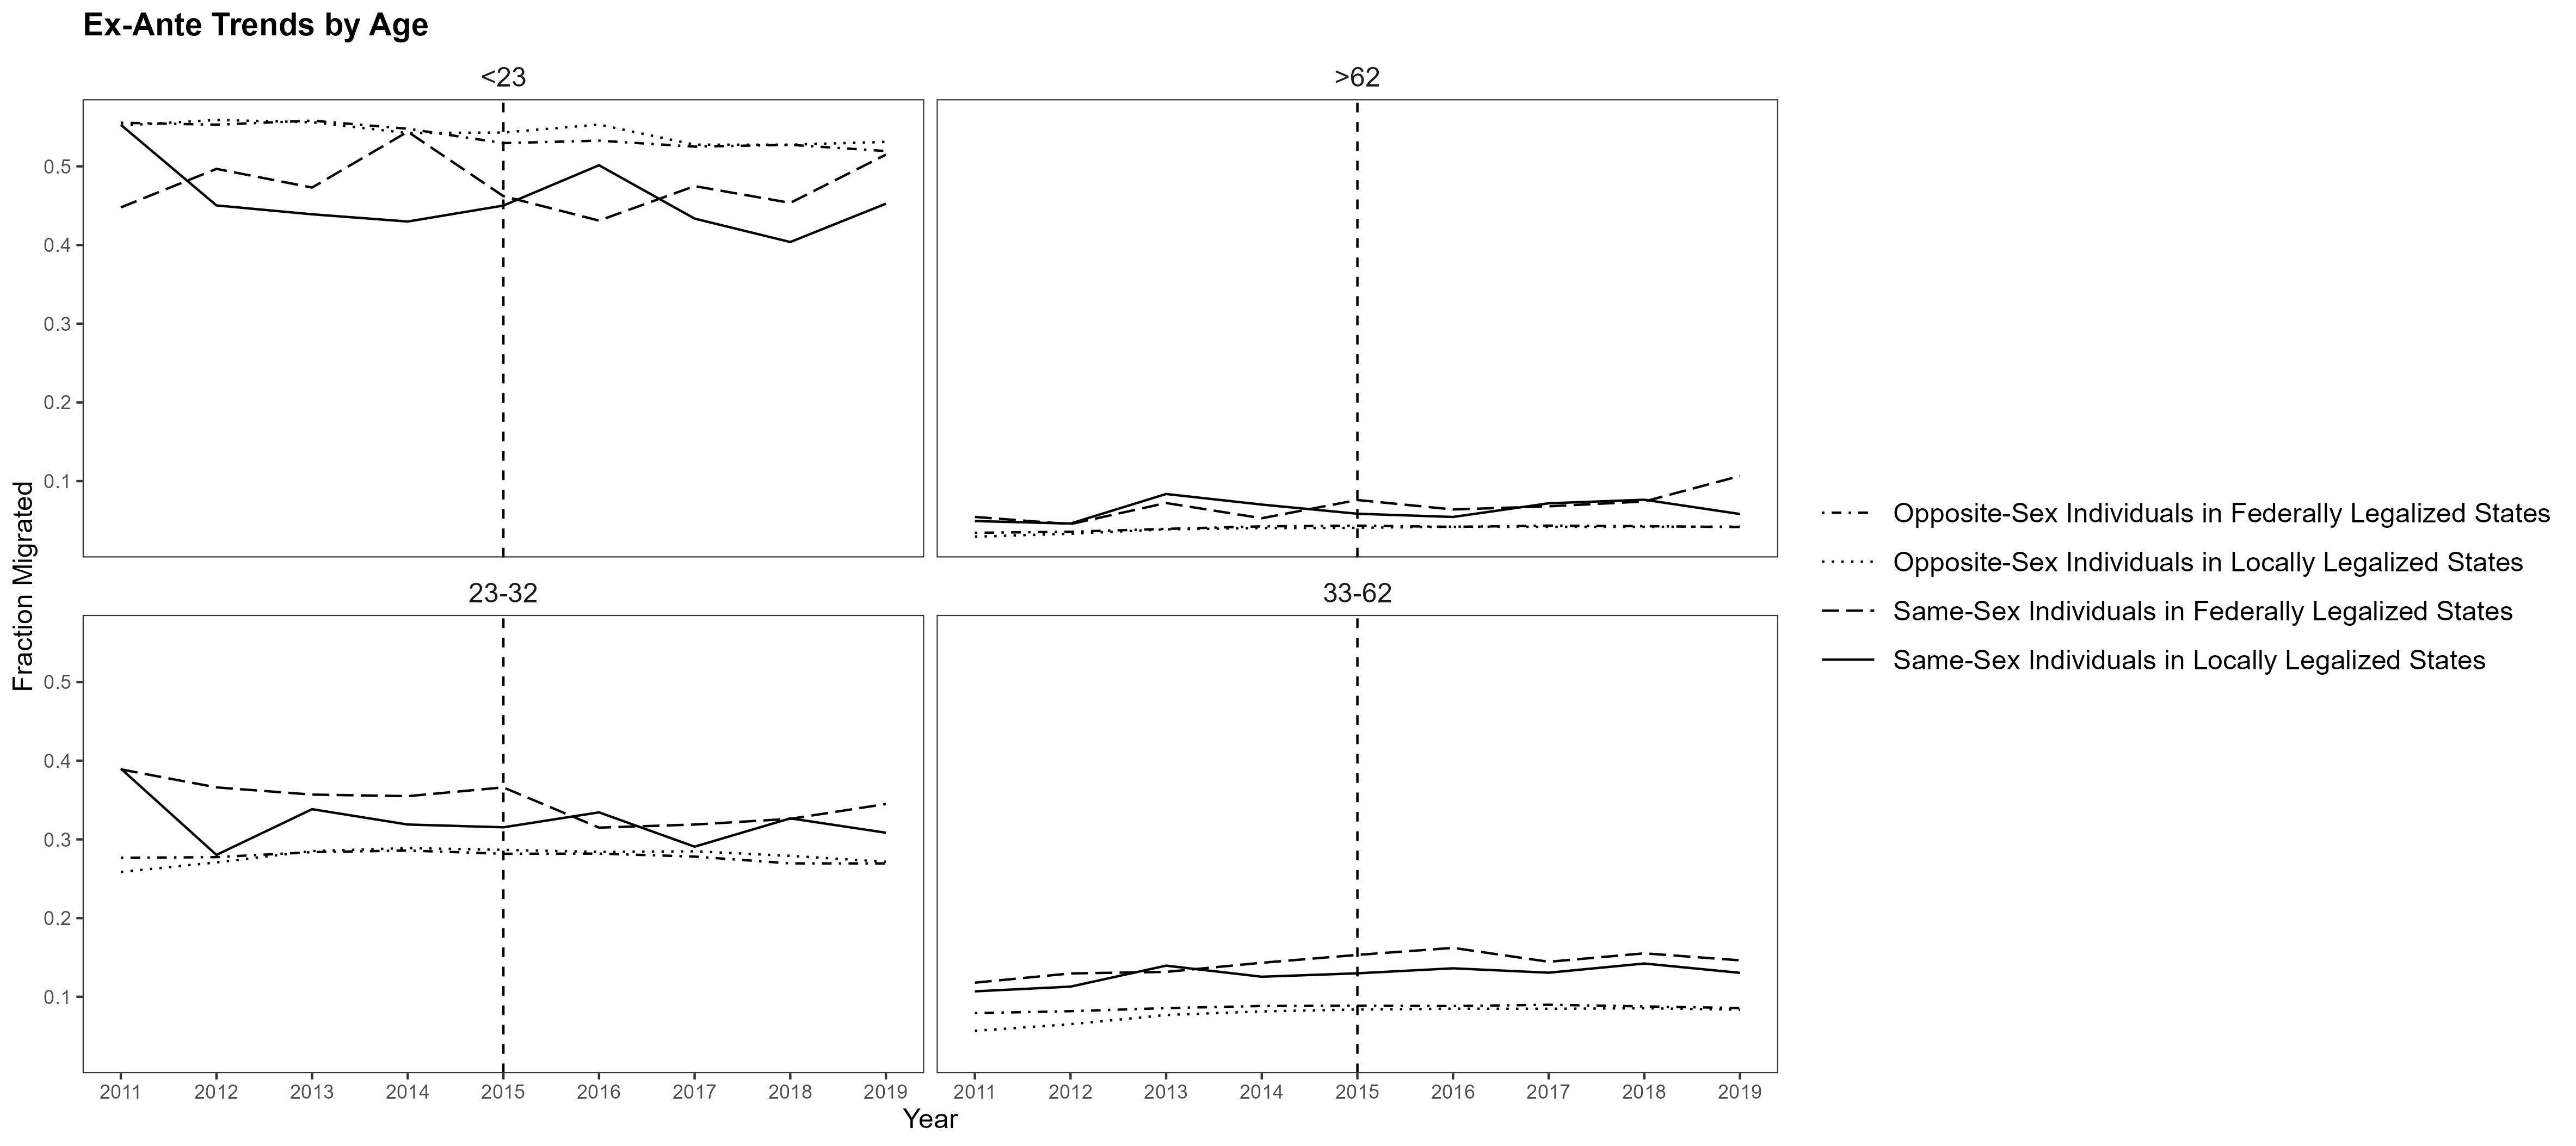 Ex-Ante Trends by Age
<23
>62
0.5
0.4
0.3
0.2
0.1
23-32
33-62
0.5
0.4
0.3
0.2
0.1
2011 2012 2013 2014 2015 2016 2017 2018 2019
2011 2012 2013 2014 2015 2016 2017 2018 2019
Year
Fraction Migrated
Opposite-Sex Individuals in Federally Legalized States
Opposite-Sex Individuals in Locally Legalized States
Same-Sex Individuals in Federally Legalized States
Same-Sex Individuals in Locally Legalized States